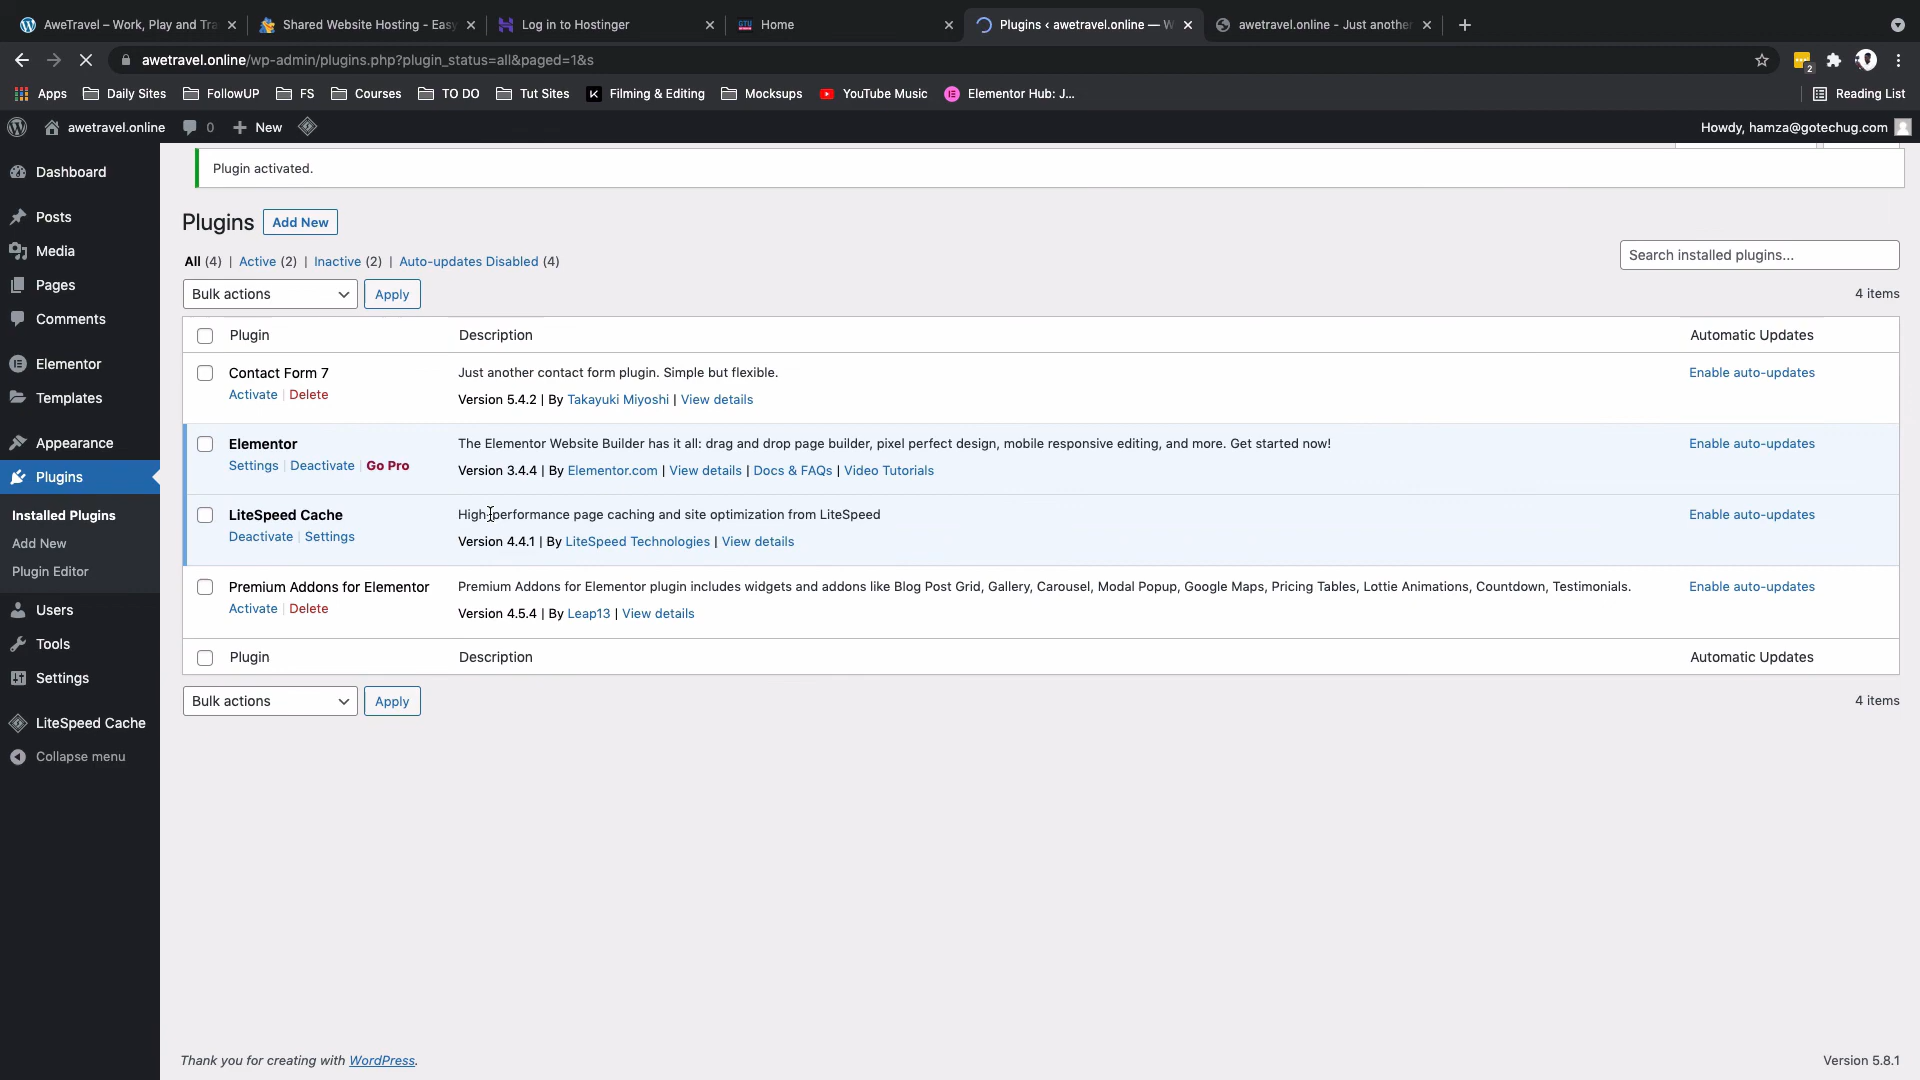 AweTravel – Work, Play and Tra
Shared Website Hosting - Easy
Log in to Hostinger
Home
Plugins ‹ awetravel.online — W
awetravel.online - Just another
awetravel.online/wp-admin/plugins.php?plugin_status=all&paged=1&s
2
Apps
Daily Sites
FollowUP
FS
Courses
TO DO
Tut Sites
Filming & Editing
Mocksups
YouTube Music
Elementor Hub: J...
Reading List
awetravel.online
0
New
Howdy, hamza@gotechug.com
Dashboard
Posts
Media
Pages
Comments
Elementor
Templates
Appearance
Plugins
Installed Plugins
Add New
Plugin Editor
Users
Tools
Settings
LiteSpeed Cache
Collapse menu
Plugin activated.
Plugins Add New
All (4) | Active (2) | Inactive (2) | Auto-updates Disabled (4)
Search installed plugins...
Bulk actions Apply
4 items
Plugin Description Automatic Updates
Contact Form 7 Just another contact form plugin. Simple but flexible. Enable auto-updates
Activate | Delete Version 5.4.2 | By Takayuki Miyoshi | View details
Elementor The Elementor Website Builder has it all: drag and drop page builder, pixel perfect design, mobile responsive editing, and more. Get started now! Enable auto-updates
Settings | Deactivate | Go Pro Version 3.4.4 | By Elementor.com | View details | Docs & FAQs | Video Tutorials
LiteSpeed Cache High-performance page caching and site optimization from LiteSpeed Enable auto-updates
Deactivate | Settings Version 4.4.1 | By LiteSpeed Technologies | View details
Premium Addons for Elementor Premium Addons for Elementor plugin includes widgets and addons like Blog Post Grid, Gallery, Carousel, Modal Popup, Google Maps, Pricing Tables, Lottie Animations, Countdown, Testimonials. Enable auto-updates
Activate | Delete Version 4.5.4 | By Leap13 | View details
Plugin Description Automatic Updates
Bulk actions Apply
4 items
Thank you for creating with WordPress.
Version 5.8.1